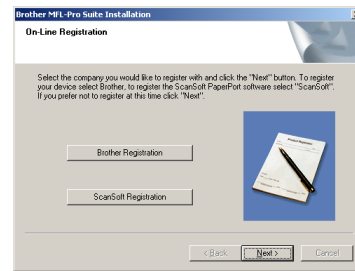 Brother MFL-Pro Suite Installation
On-Line Registration
Select the company you would like to register with and click the "Next" button. To register
your device select Brother, to register the ScanSoft PaperPort software select "ScanSoft".
If you prefer not to register at this time click "Next".
Brother Registration
ScanSoft Registration
< Back
Next >
Cancel